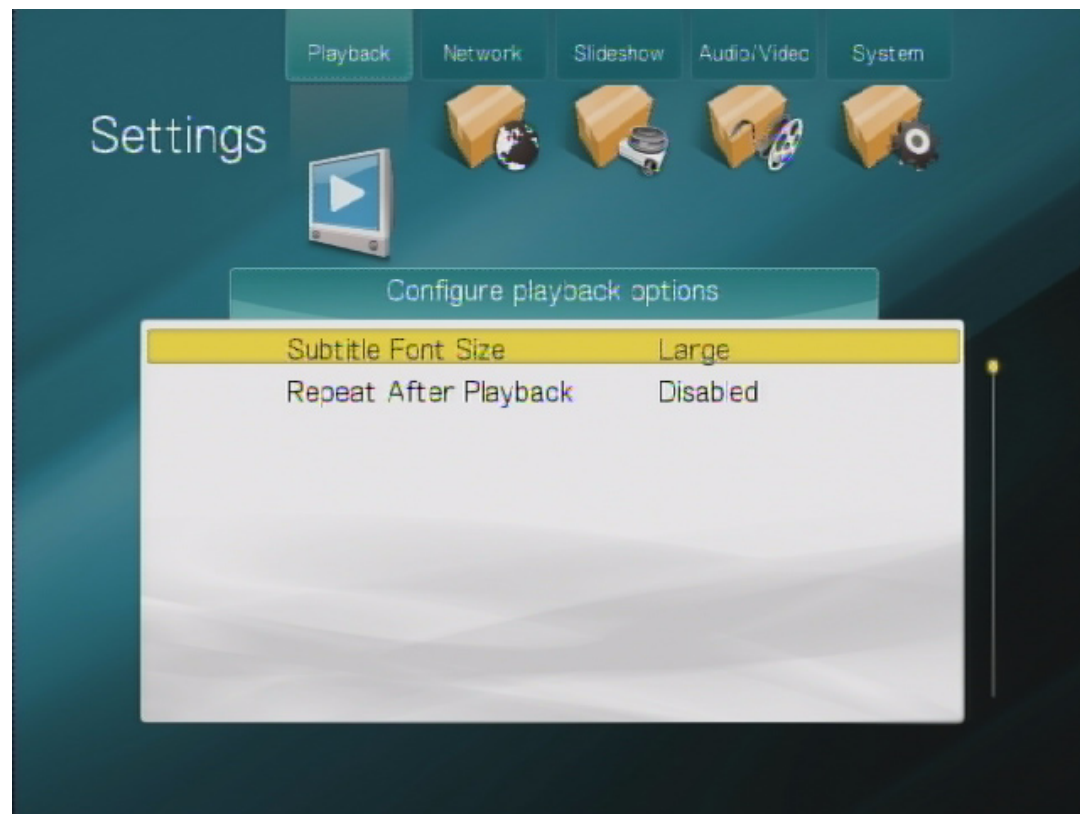 Playback Network Slideshow Audio/Video System
Settings
Configure playback options
Subtitle Font Size Large
Repeat After Playback Disabled